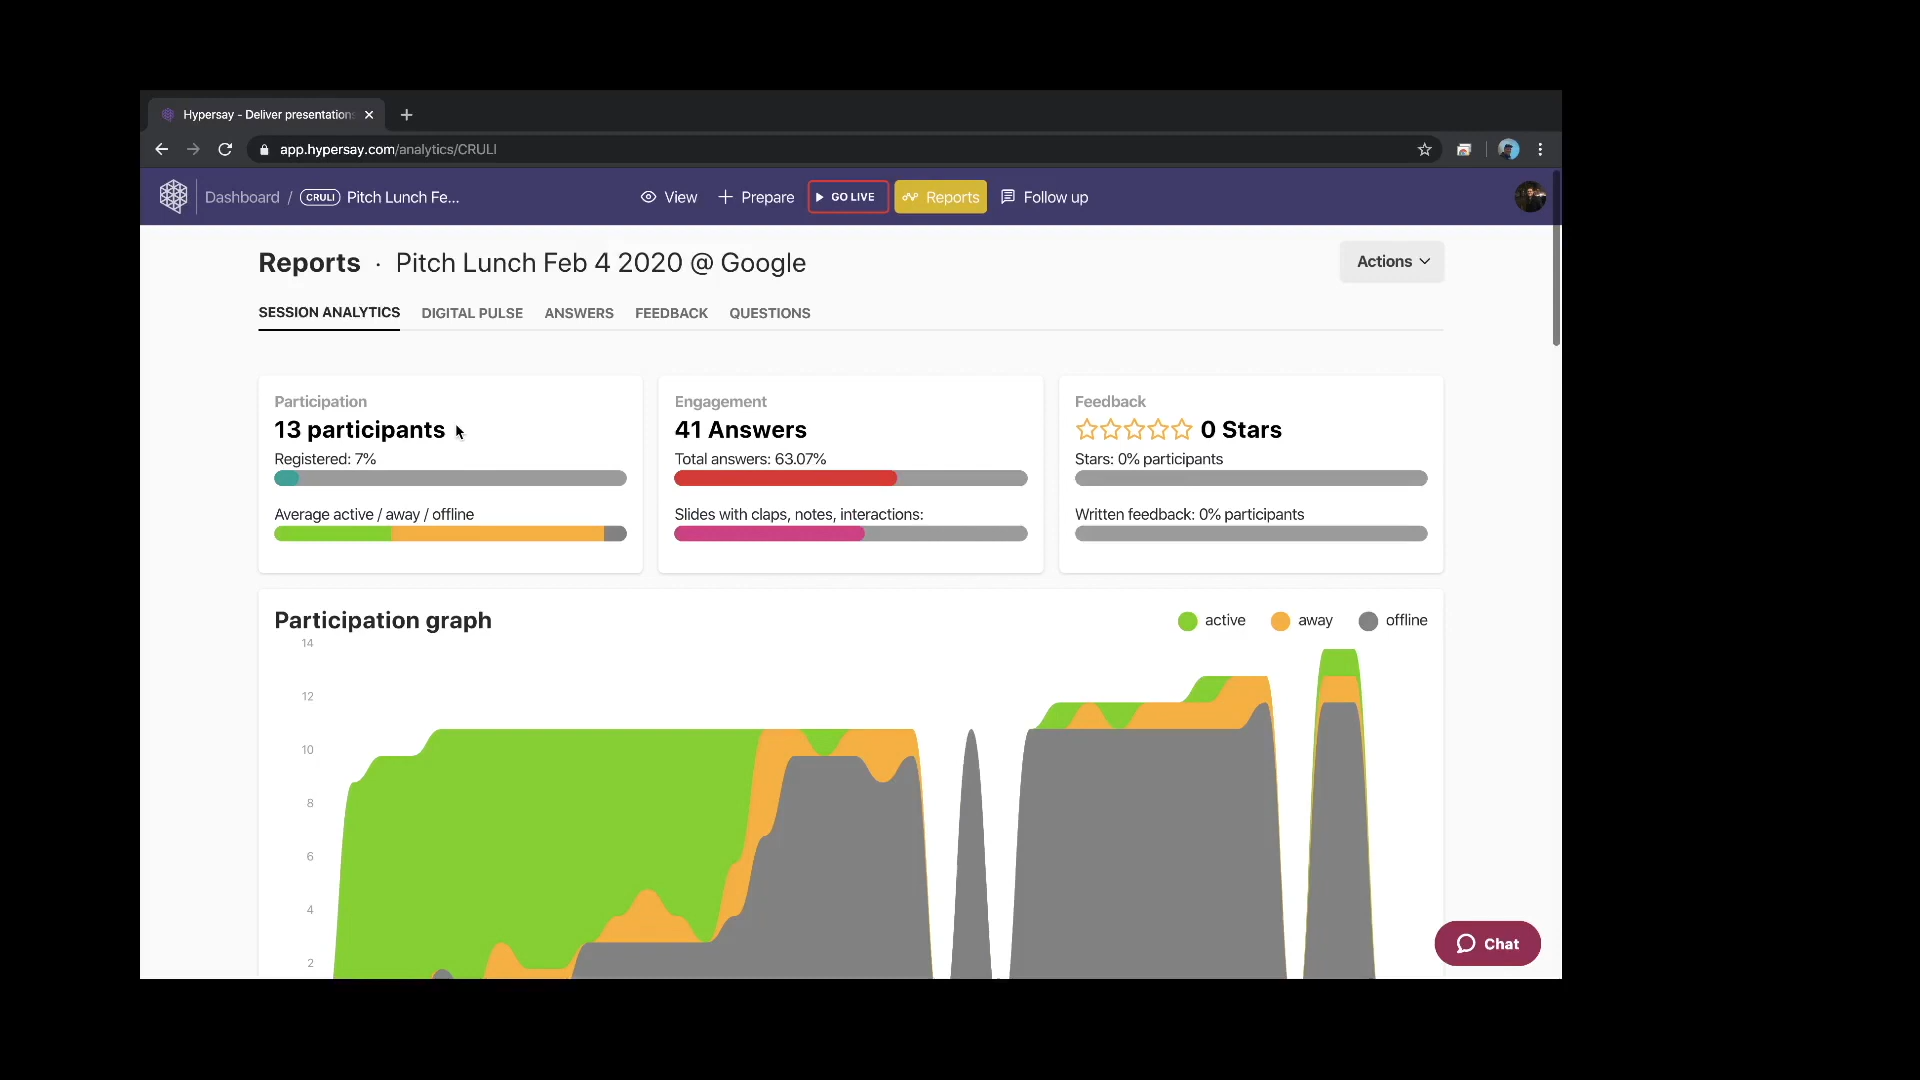 Hypersay - Deliver presentations
app.hypersay.com/analytics/CRULI
Dashboard / CRULI Pitch Lunch Fe... View Prepare GO LIVE Reports Follow up
Reports · Pitch Lunch Feb 4 2020 @ Google
Actions
SESSION ANALYTICS DIGITAL PULSE ANSWERS FEEDBACK QUESTIONS
Participation
13 participants
Registered: 7%
Average active / away / offline
Engagement
41 Answers
Total answers: 63.07%
Slides with claps, notes, interactions:
Feedback
0 Stars
Stars: 0% participants
Written feedback: 0% participants
Participation graph
active away offline
14
12
10
8
6
4
2
Chat